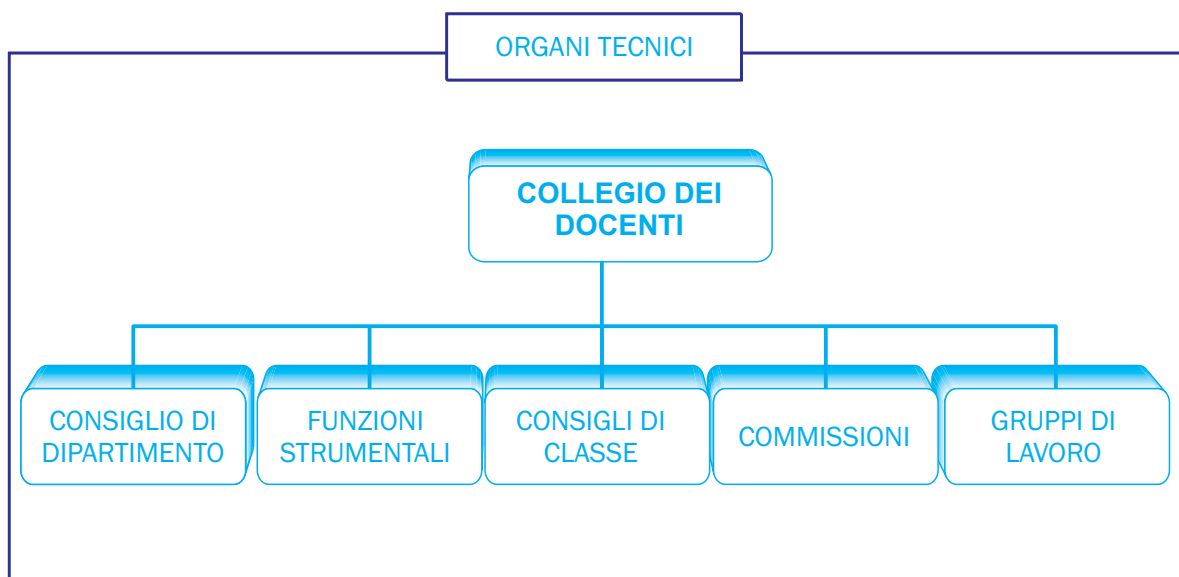 ORGANI TECNICI
COLLEGIO DEI
DOCENTI
CONSIGLIO DI
DIPARTIMENTO
FUNZIONI
STRUMENTALI
CONSIGLI DI
CLASSE
COMMISSIONI
GRUPPI DI
LAVORO